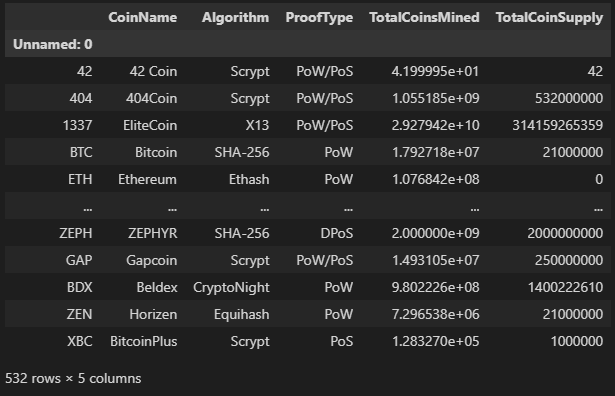 CoinName Algorithm ProofType TotalCoinsMined TotalCoinSupply
Unnamed: 0
42 42 Coin Scrypt PoW/PoS 4.199995e+01 42
404 404Coin Scrypt PoW/PoS 1.055185e+09 532000000
1337 EliteCoin X13 PoW/PoS 2.927942e+10 314159265359
BTC Bitcoin SHA-256 PoW 1.792718e+07 21000000
ETH Ethereum Ethash PoW 1.076842e+08 0
... ... ... ... ... ...
ZEPH ZEPHYR SHA-256 DPoS 2.000000e+09 2000000000
GAP Gapcoin Scrypt PoW/PoS 1.493105e+07 250000000
BDX Beldex CryptoNight PoW 9.802226e+08 1400222610
ZEN Horizen Equihash PoW 7.296538e+06 21000000
XBC BitcoinPlus Scrypt PoS 1.283270e+05 1000000
532 rows × 5 columns